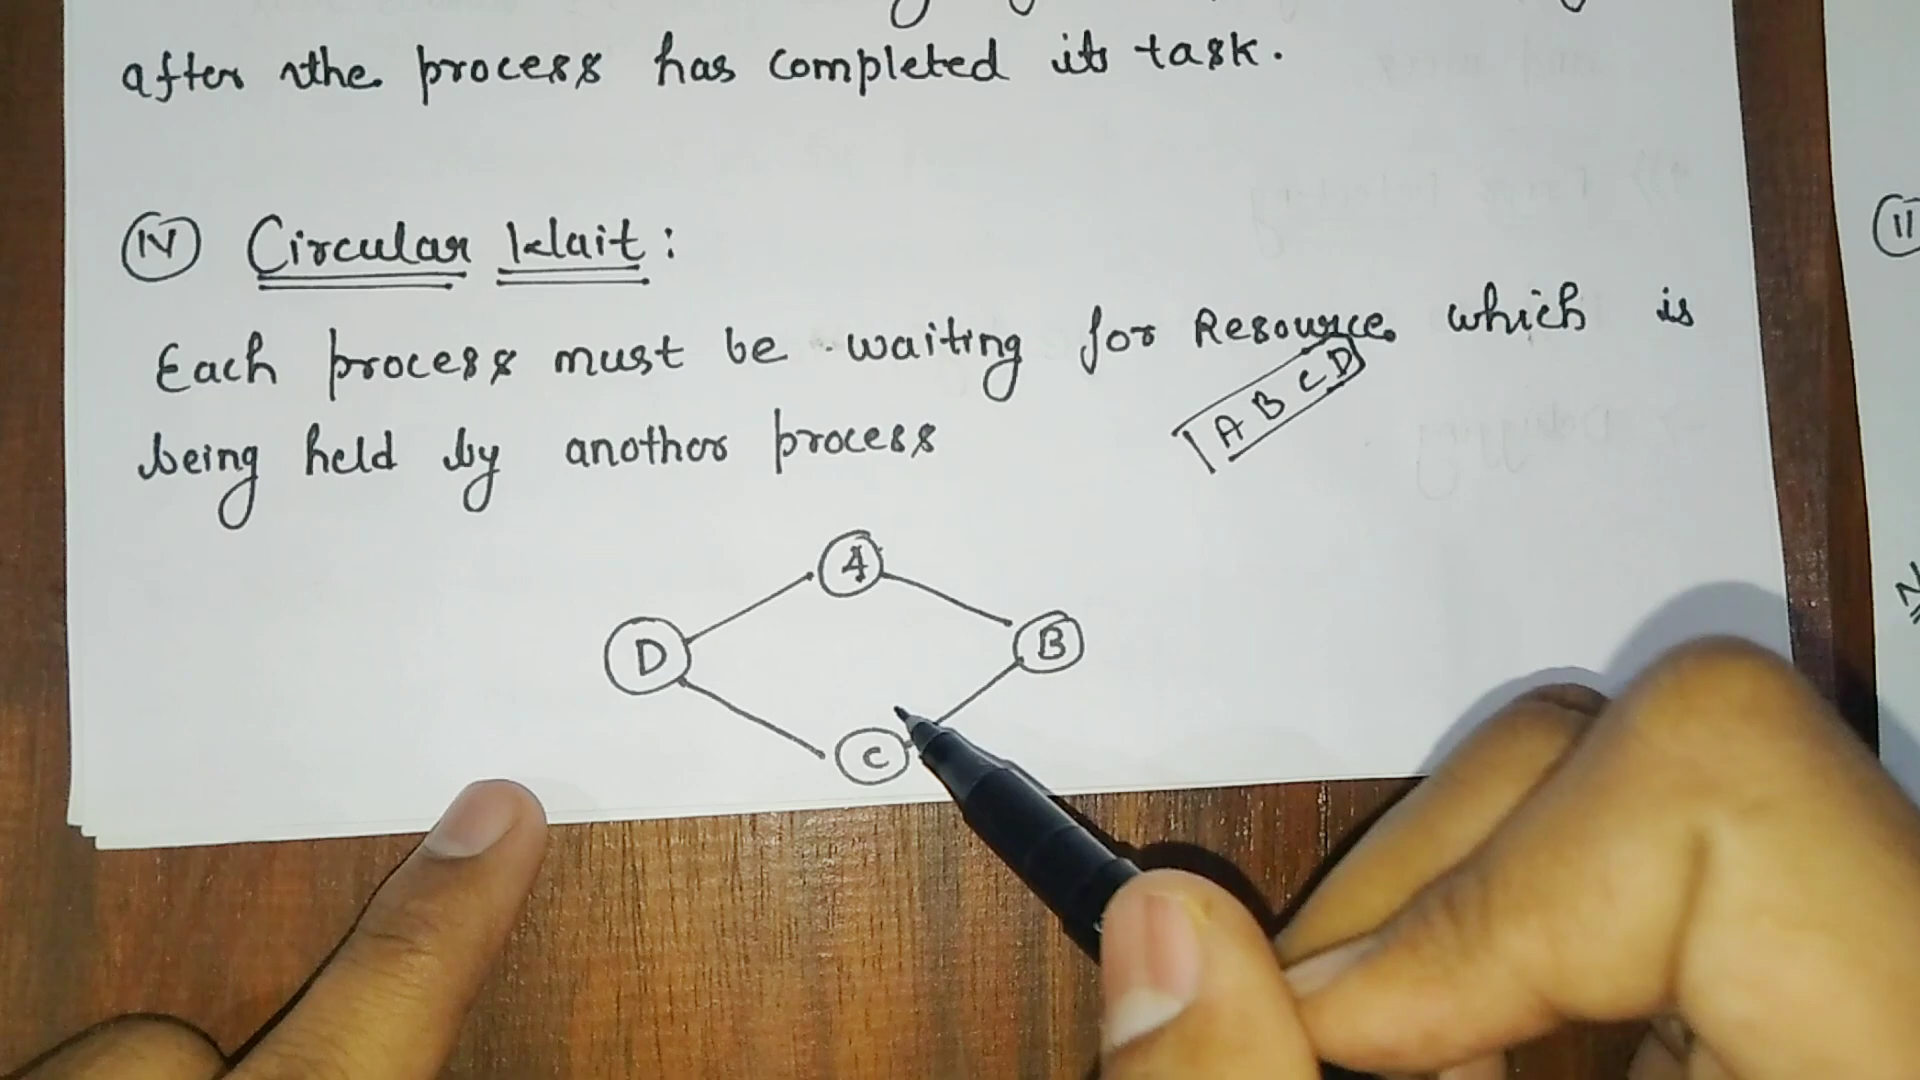 after the process has completed its task.
IV Circular Wait :
Each process must be waiting for Resource which is
A B C D
being held by another process
A
D
B
C
II
N